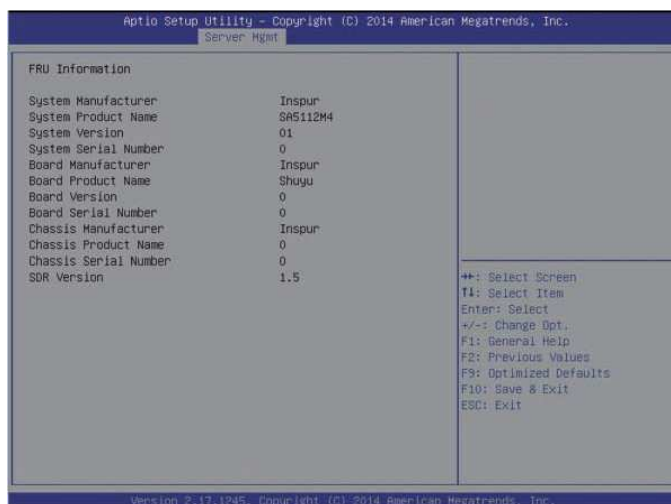 Aptio Setup Utility – Copyright (C) 2014 American Megatrends, Inc.
Server Mgmt
FRU Information
System Manufacturer Inspur
System Product Name SA5112M4
System Version 01
System Serial Number 0
Board Manufacturer Inspur
Board Product Name Shuyu
Board Version 0
Board Serial Number 0
Chassis Manufacturer Inspur
Chassis Product Name 0
Chassis Serial Number 0
SDR Version 1.5
→←: Select Screen
↑↓: Select Item
Enter: Select
+/-: Change Opt.
F1: General Help
F2: Previous Values
F9: Optimized Defaults
F10: Save & Exit
ESC: Exit
Version 2.17.1245. Copyright (C) 2014 American Megatrends, Inc.